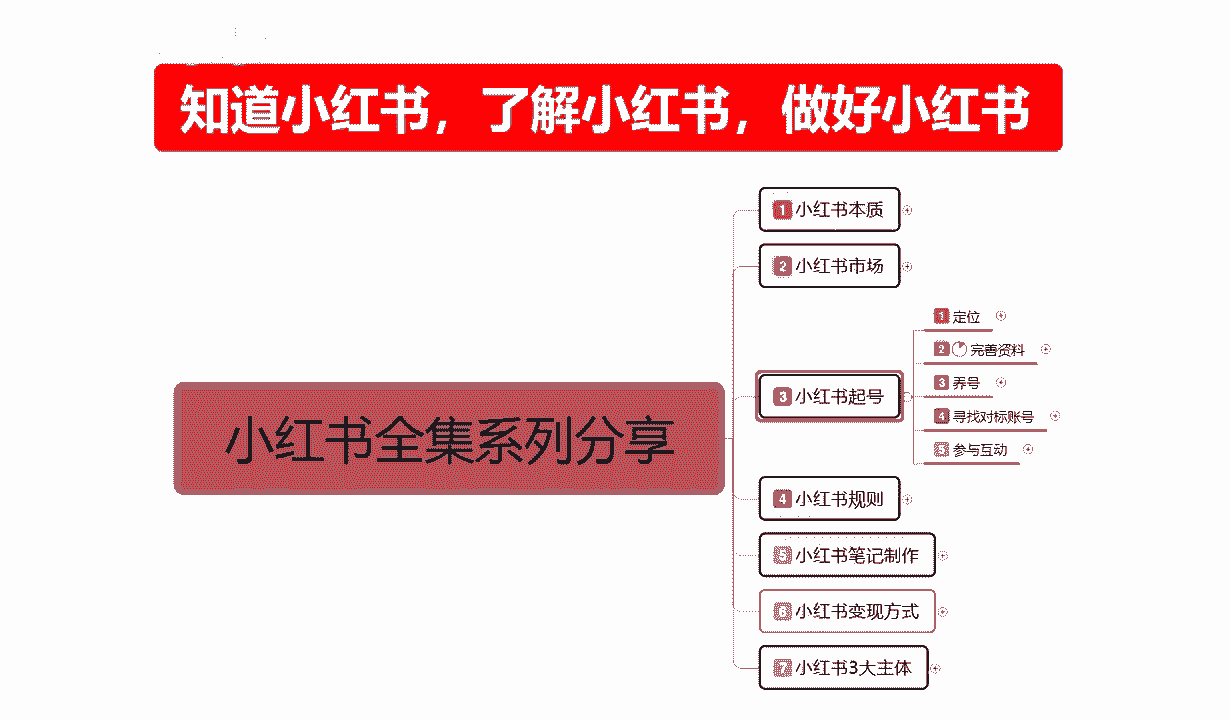 知道小红书，了解小红书，做好小红书
小红书全集系列分享
1 小红书本质
2 小红书市场
3 小红书起号
1 定位
2 完善资料
3 养号
4 寻找对标账号
5 参与互动
4 小红书规则
5 小红书笔记制作
6 小红书变现方式
7 小红书3大主体